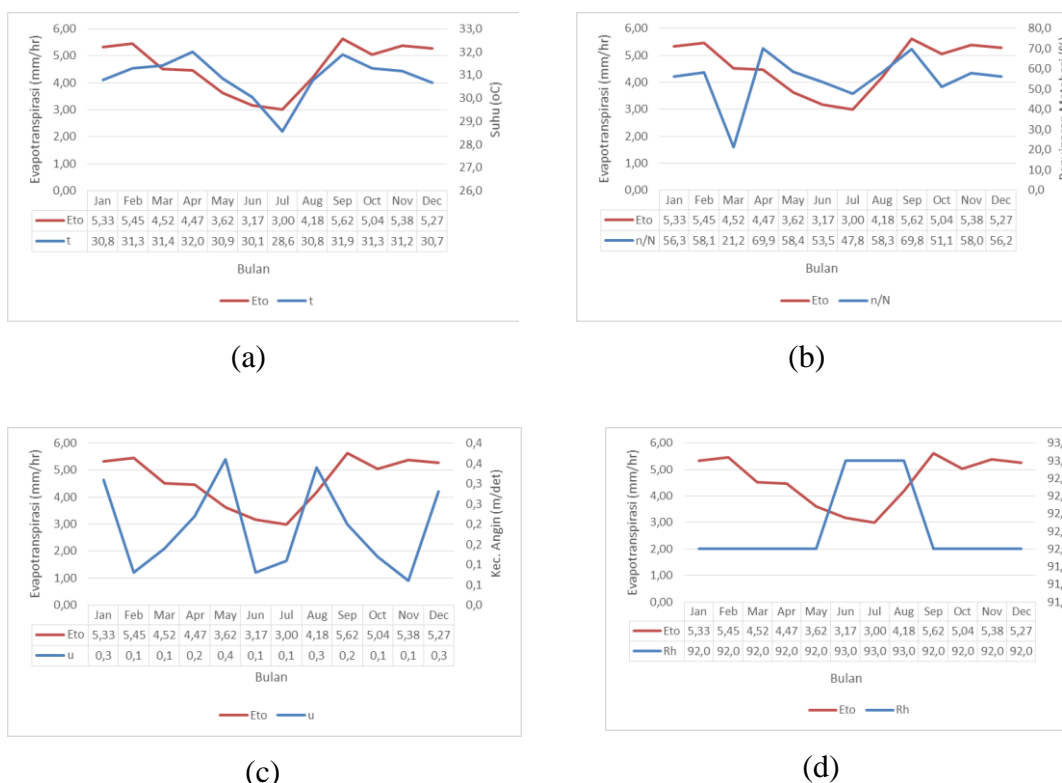 6,00
5,00
4,00
3,00
2,00
1,00
0,00
Evapotranspirasi (mm/hr)
33,0
32,0
31,0
30,0
29,0
28,0
27,0
26,0
Suhu (oC)
Jan Feb Mar Apr May Jun Jul Aug Sep Oct Nov Dec
Eto 5,33 5,45 4,52 4,47 3,62 3,17 3,00 4,18 5,62 5,04 5,38 5,27
t 30,8 31,3 31,4 32,0 30,9 30,1 28,6 30,8 31,9 31,3 31,2 30,7
Bulan
Eto t
(a)
6,00
5,00
4,00
3,00
2,00
1,00
0,00
Evapotranspirasi (mm/hr)
80,0
70,0
60,0
50,0
40,0
30,0
20,0
10,0
0,0
Jan Feb Mar Apr May Jun Jul Aug Sep Oct Nov Dec
Eto 5,33 5,45 4,52 4,47 3,62 3,17 3,00 4,18 5,62 5,04 5,38 5,27
n/N 56,3 58,1 21,2 69,9 58,4 53,5 47,8 58,3 69,8 51,1 58,0 56,2
Bulan
Eto n/N
(b)
6,00
5,00
4,00
3,00
2,00
1,00
0,00
Evapotranspirasi (mm/hr)
0,4
0,4
0,3
0,3
0,2
0,2
0,1
0,1
0,0
Kec. Angin (m/det)
Jan Feb Mar Apr May Jun Jul Aug Sep Oct Nov Dec
Eto 5,33 5,45 4,52 4,47 3,62 3,17 3,00 4,18 5,62 5,04 5,38 5,27
u 0,3 0,1 0,1 0,2 0,4 0,1 0,1 0,3 0,2 0,1 0,1 0,3
Bulan
Eto u
(c)
6,00
5,00
4,00
3,00
2,00
1,00
0,00
Evapotranspirasi (mm/hr)
93,
93,
92,
92,
92,
92,
92,
91,
91,
91,
Jan Feb Mar Apr May Jun Jul Aug Sep Oct Nov Dec
Eto 5,33 5,45 4,52 4,47 3,62 3,17 3,00 4,18 5,62 5,04 5,38 5,27
Rh 92,0 92,0 92,0 92,0 92,0 93,0 93,0 93,0 92,0 92,0 92,0 92,0
Bulan
Eto Rh
(d)